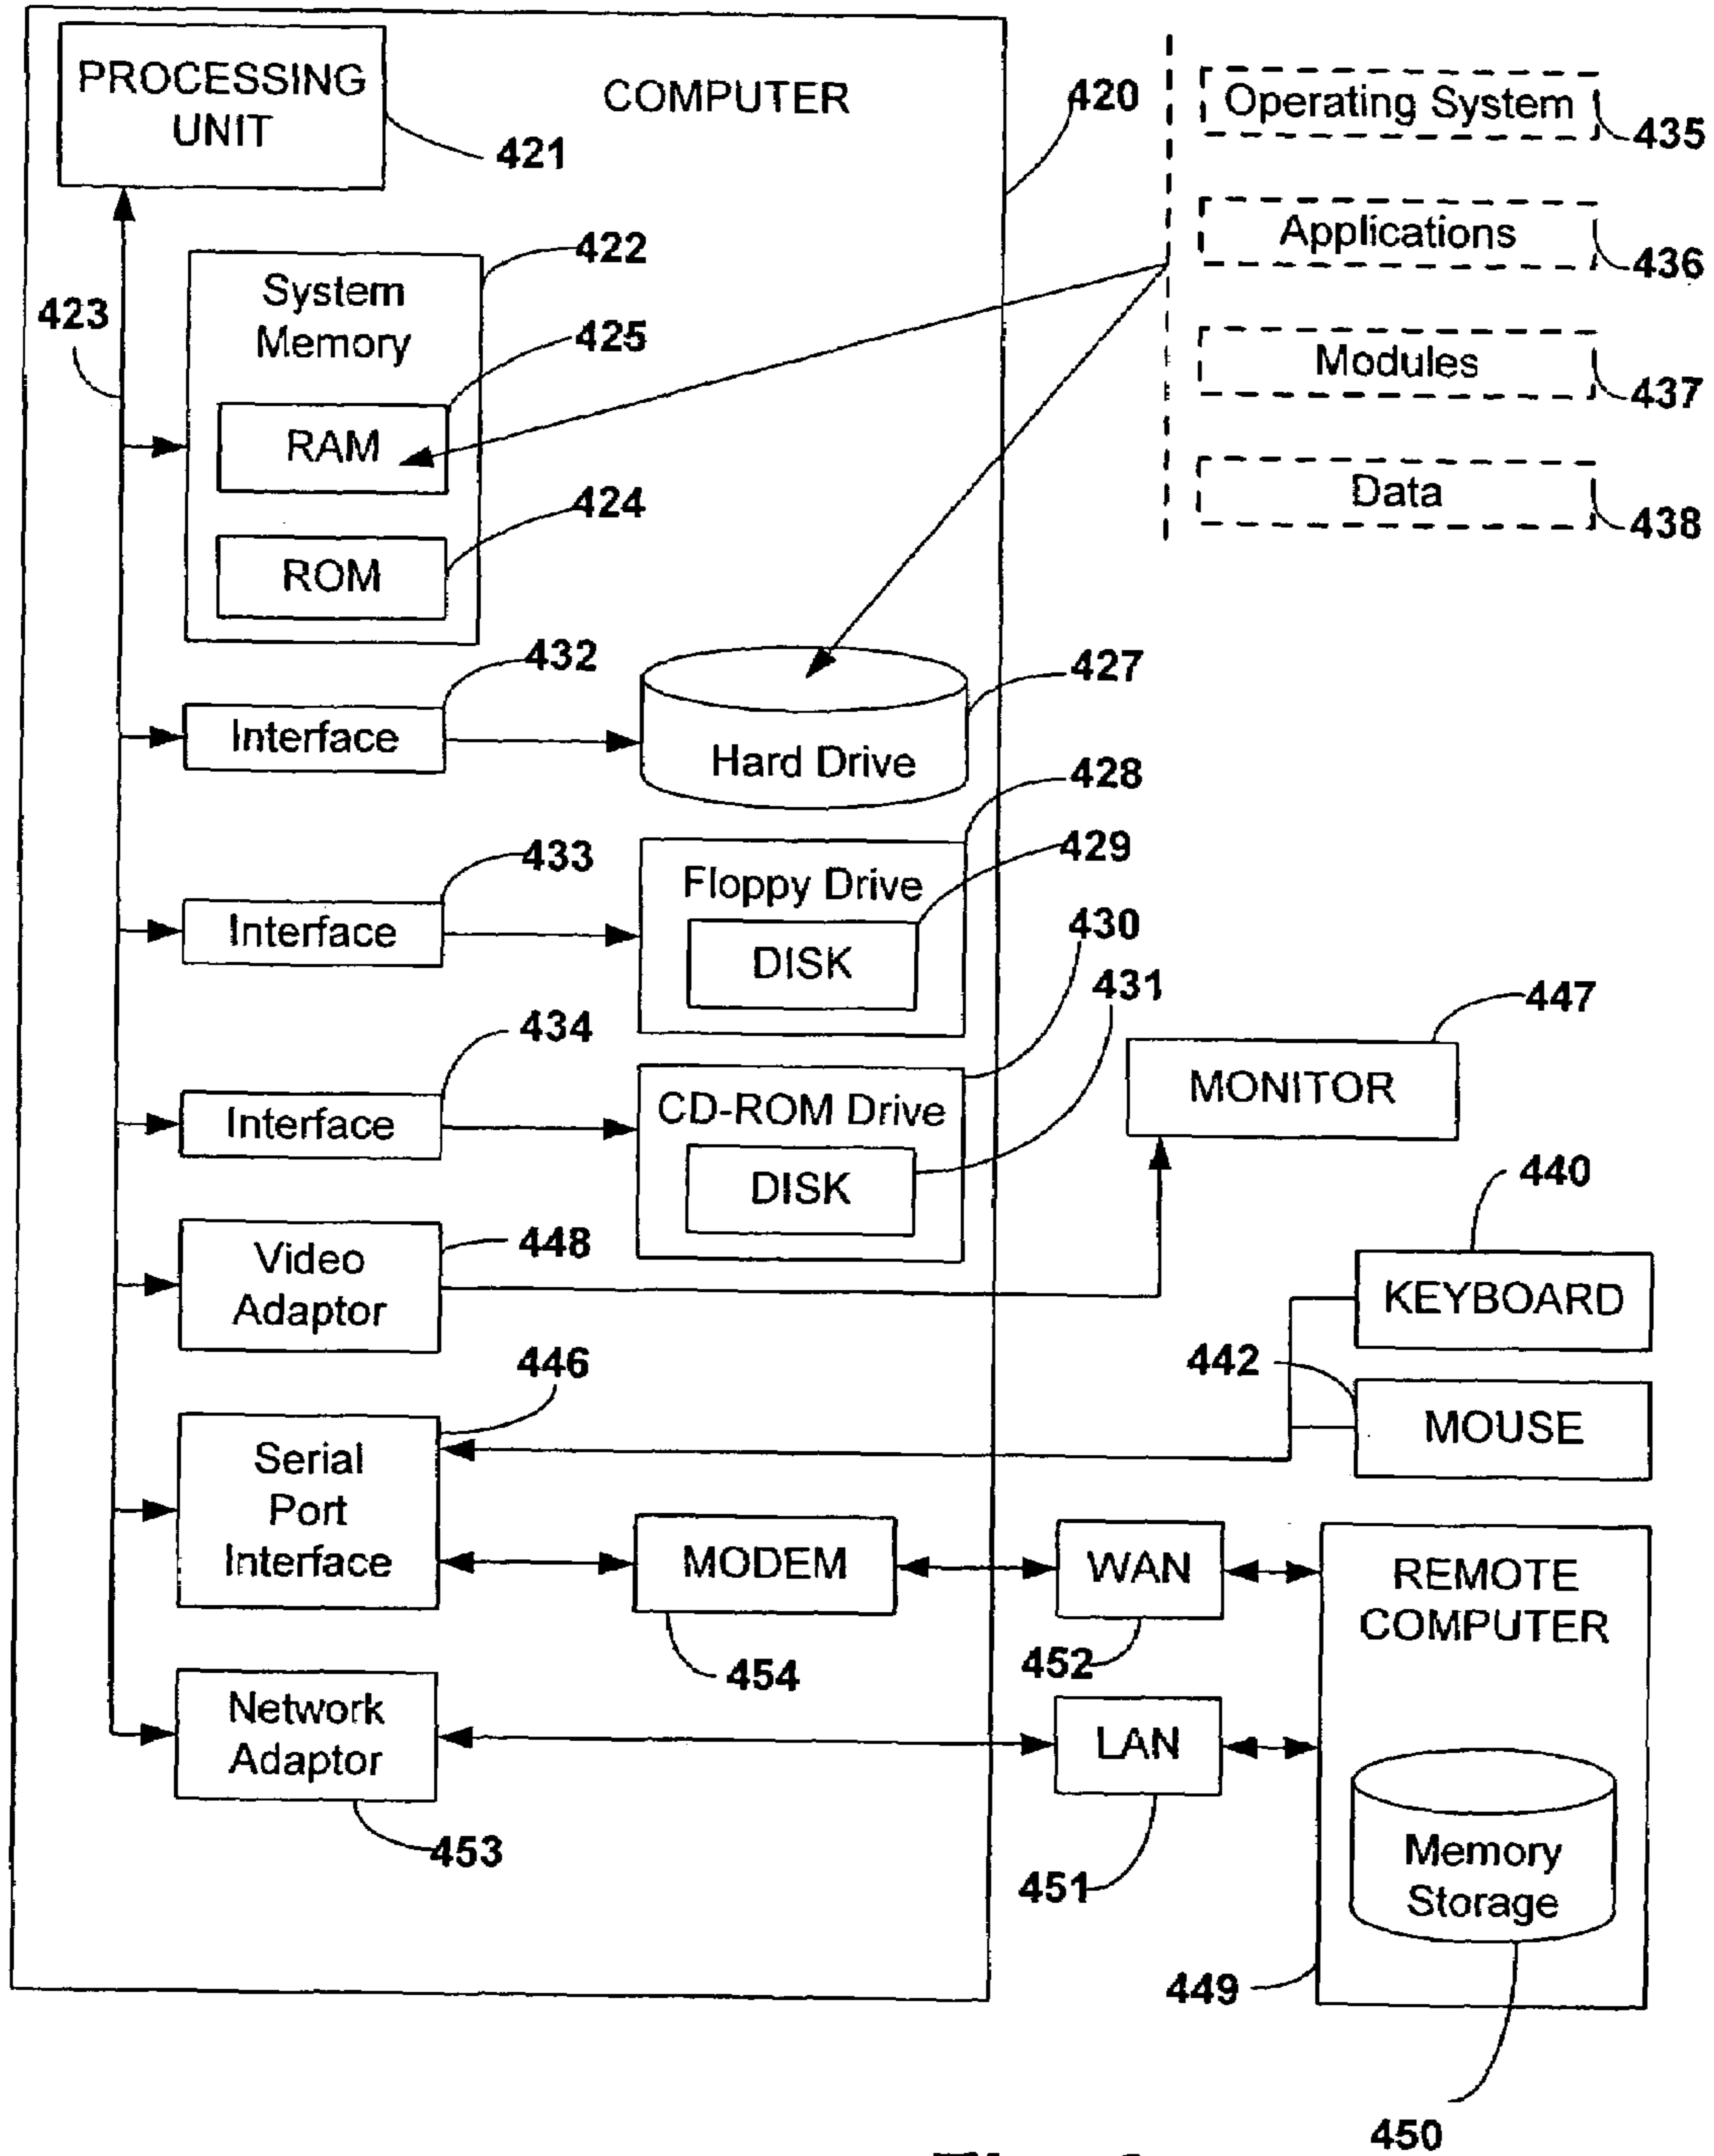 PROCESSING
UNIT
421
COMPUTER
420
Operating System
435
Applications
436
Modules
437
Data
438
423
System
Memory
422
425
RAM
424
ROM
432
Interface
427
Hard Drive
433
Interface
428
Floppy Drive
429
DISK
434
Interface
430
CD-ROM Drive
431
DISK
447
MONITOR
448
Video
Adaptor
440
KEYBOARD
442
MOUSE
446
Serial
Port
Interface
MODEM
454
WAN
452
REMOTE
COMPUTER
Network
Adaptor
453
LAN
451
Memory
Storage
449
450